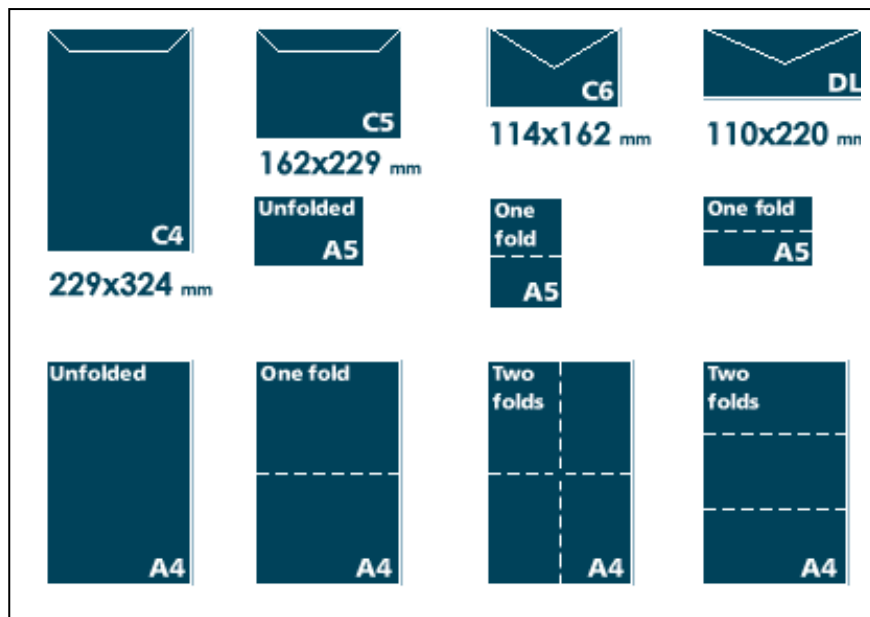 C4
229x324 mm
C5
162x229 mm
C6
114x162 mm
DL
110x220 mm
Unfolded
A5
One
fold
A5
One fold
A5
Unfolded
A4
One fold
A4
Two
folds
A4
Two
folds
A4